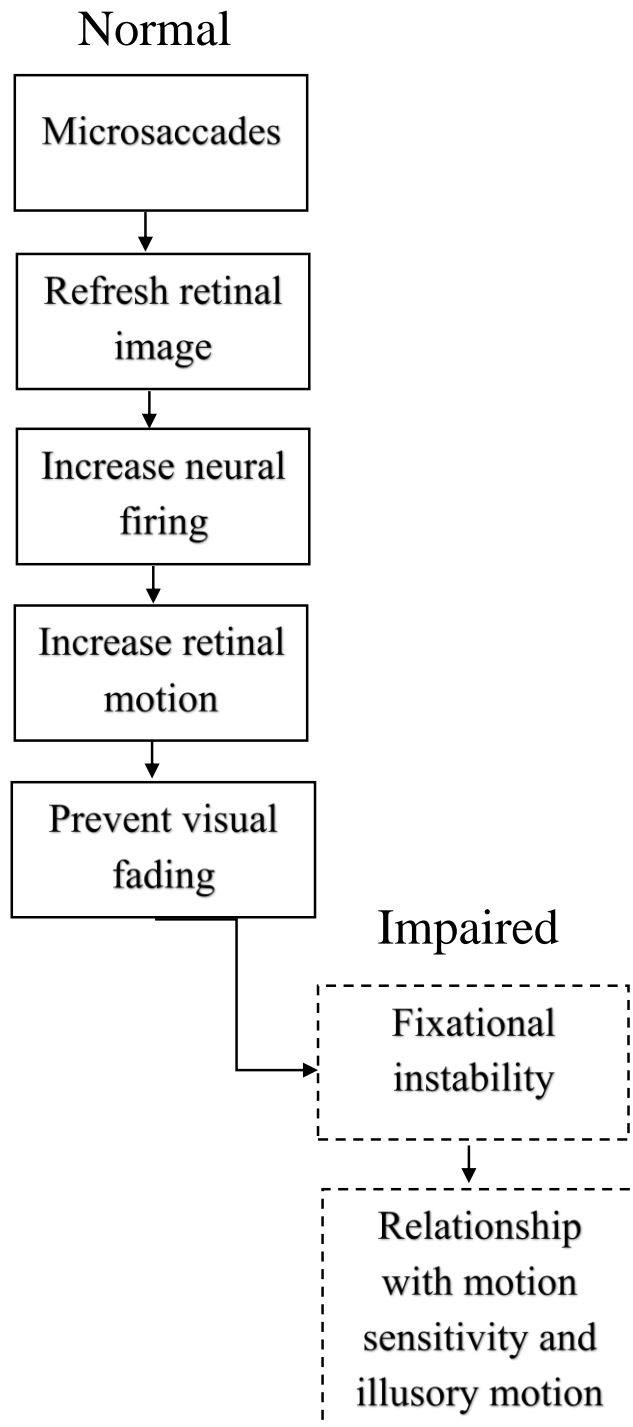 Normal
Microsaccades
Refresh retinal
image
Increase neural
firing
Increase retinal
motion
Prevent visual
fading
Impaired
Fixational
instability
Relationship
with motion
sensitivity and
illusory motion